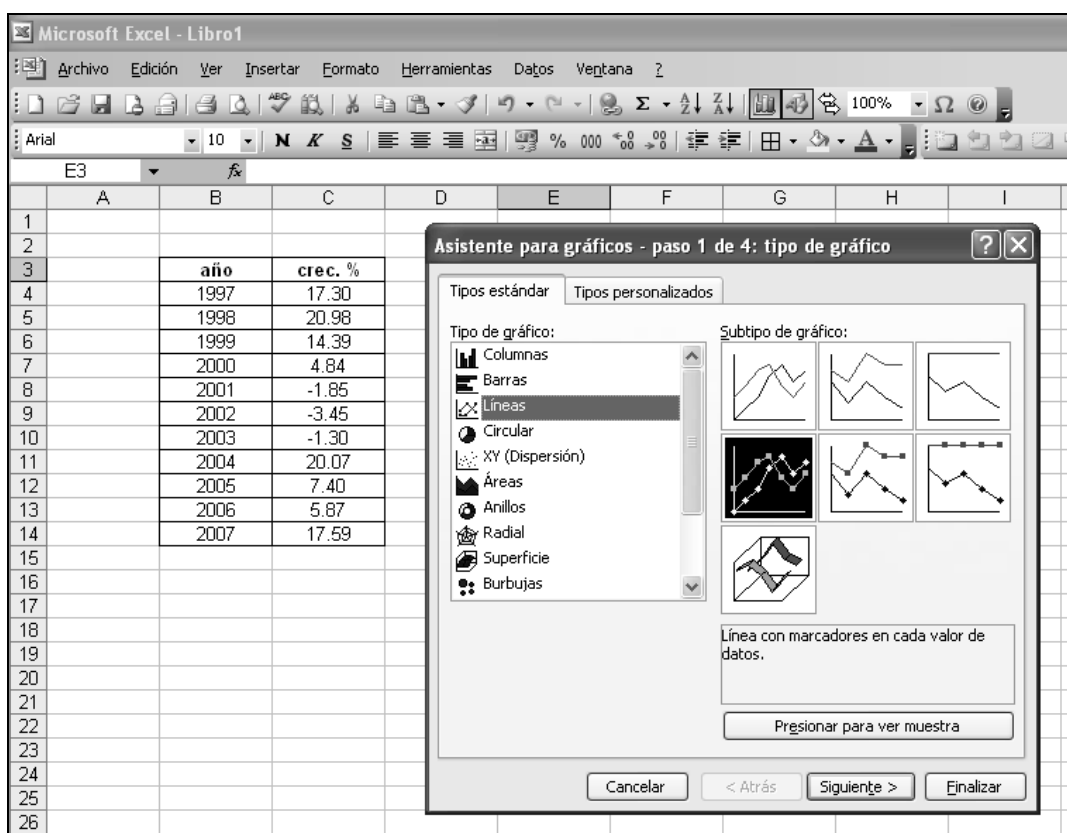 Microsoft Excel - Libro1
Archivo Edición Ver Insertar Formato Herramientas Datos Ventana ?
ABC Σ A Z Z A 100% Ω
Arial 10 N K S % 000 A
E3 fx
A B C D E F G H I
1
2
3 año crec. %
4 1997 17.30
5 1998 20.98
6 1999 14.39
7 2000 4.84
8 2001 -1.85
9 2002 -3.45
10 2003 -1.30
11 2004 20.07
12 2005 7.40
13 2006 5.87
14 2007 17.59
15
16
17
18
19
20
21
22
23
24
25
26
Asistente para gráficos - paso 1 de 4: tipo de gráfico
Tipos estándar Tipos personalizados
Tipo de gráfico:
Columnas
Barras
Líneas
Circular
XY (Dispersión)
Áreas
Anillos
Radial
Superficie
Burbujas
Subtipo de gráfico:
Línea con marcadores en cada valor de
datos.
Presionar para ver muestra
Cancelar < Atrás Siguiente > Finalizar